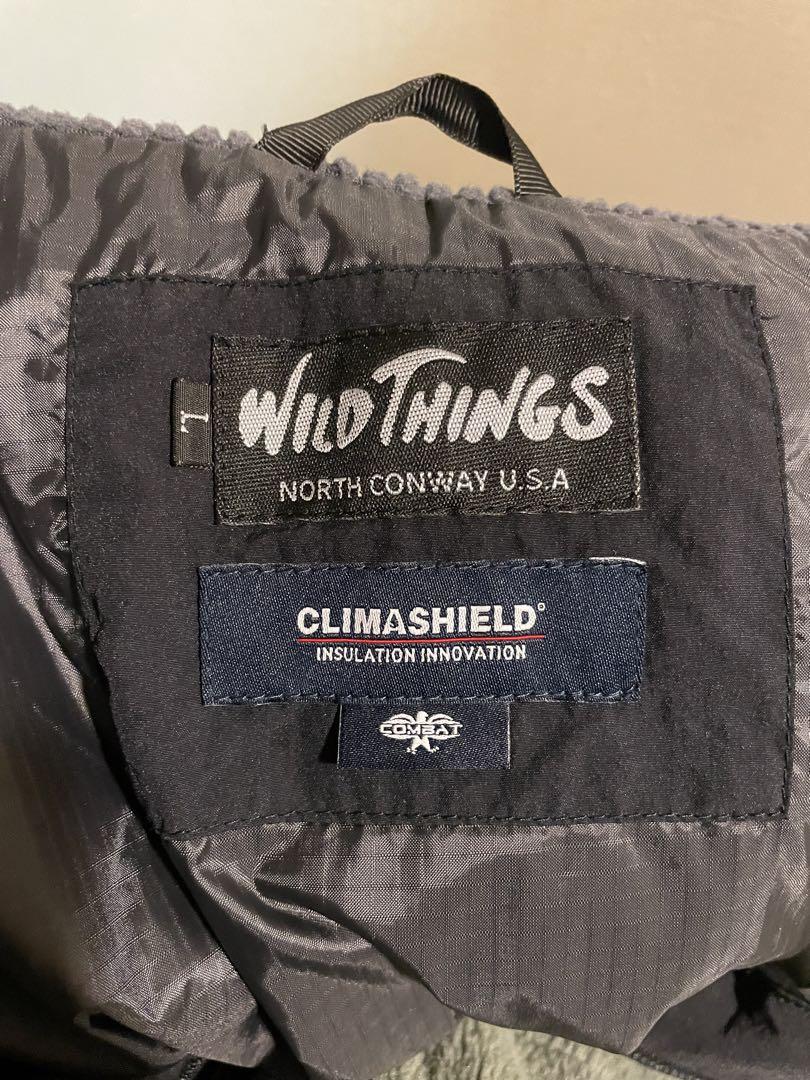 L
WILD THINGS
NORTH CONWAY U.S.A
CLIMASHIELD®
INSULATION INNOVATION
COMBAT